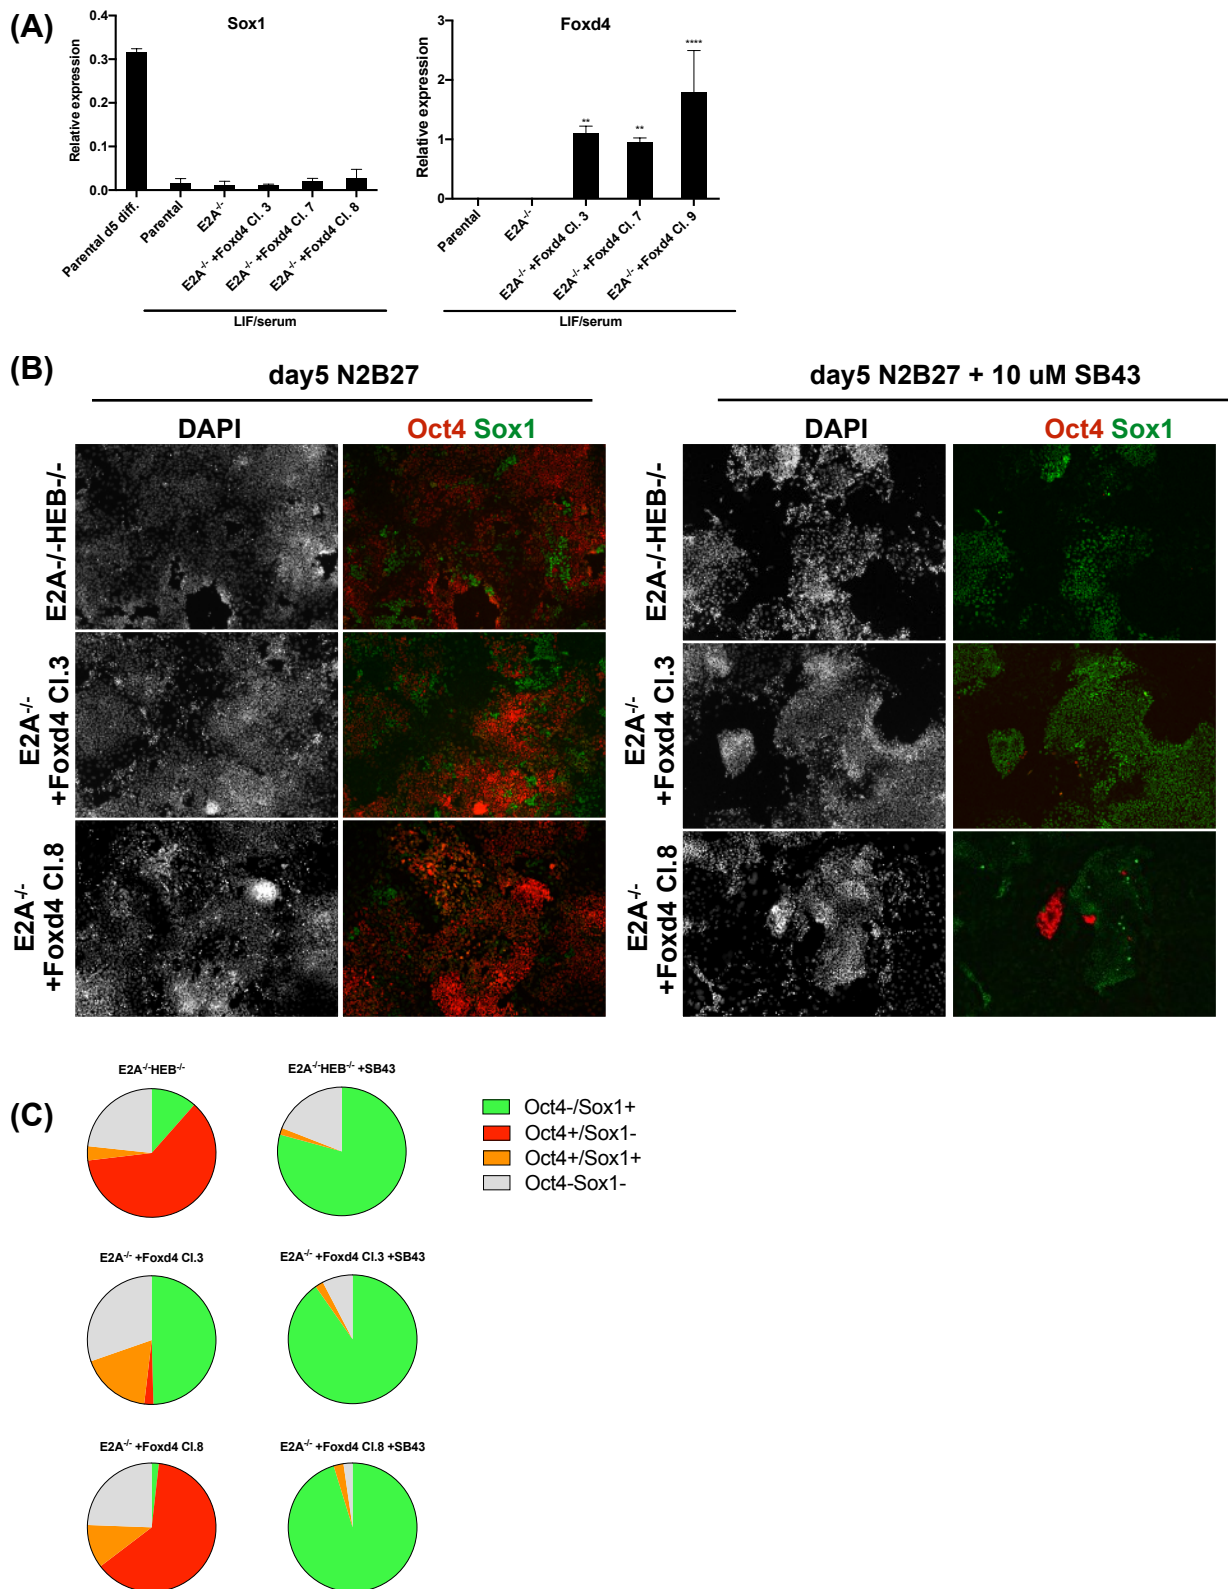 (A)
Sox1
Relative expression
0.4
0.3
0.2
0.1
0.0
Parental d5 diff.
Parental
E2A-/-
E2A-/- +Foxd4 Cl. 3
E2A-/- +Foxd4 Cl. 7
E2A-/- +Foxd4 Cl. 8
LIF/serum
Foxd4
Relative expression
3
2
1
0
**
**
****
Parental
E2A-/-
E2A-/- +Foxd4 Cl. 3
E2A-/- +Foxd4 Cl. 7
E2A-/- +Foxd4 Cl. 9
LIF/serum
(B)
day5 N2B27
DAPI
Oct4 Sox1
E2A-/-HEB-/-
E2A-/-
+Foxd4 Cl.3
E2A-/-
+Foxd4 Cl.8
day5 N2B27 + 10 uM SB43
DAPI
Oct4 Sox1
E2A-/-HEB-/-
E2A-/-
+Foxd4 Cl.3
E2A-/-
+Foxd4 Cl.8
(C)
E2A-/-HEB-/-
E2A-/-HEB-/- +SB43
Oct4-/Sox1+
Oct4+/Sox1-
Oct4+/Sox1+
Oct4-Sox1-
E2A-/- +Foxd4 Cl.3
E2A-/- +Foxd4 Cl.3 +SB43
E2A-/- +Foxd4 Cl.8
E2A-/- +Foxd4 Cl.8 +SB43